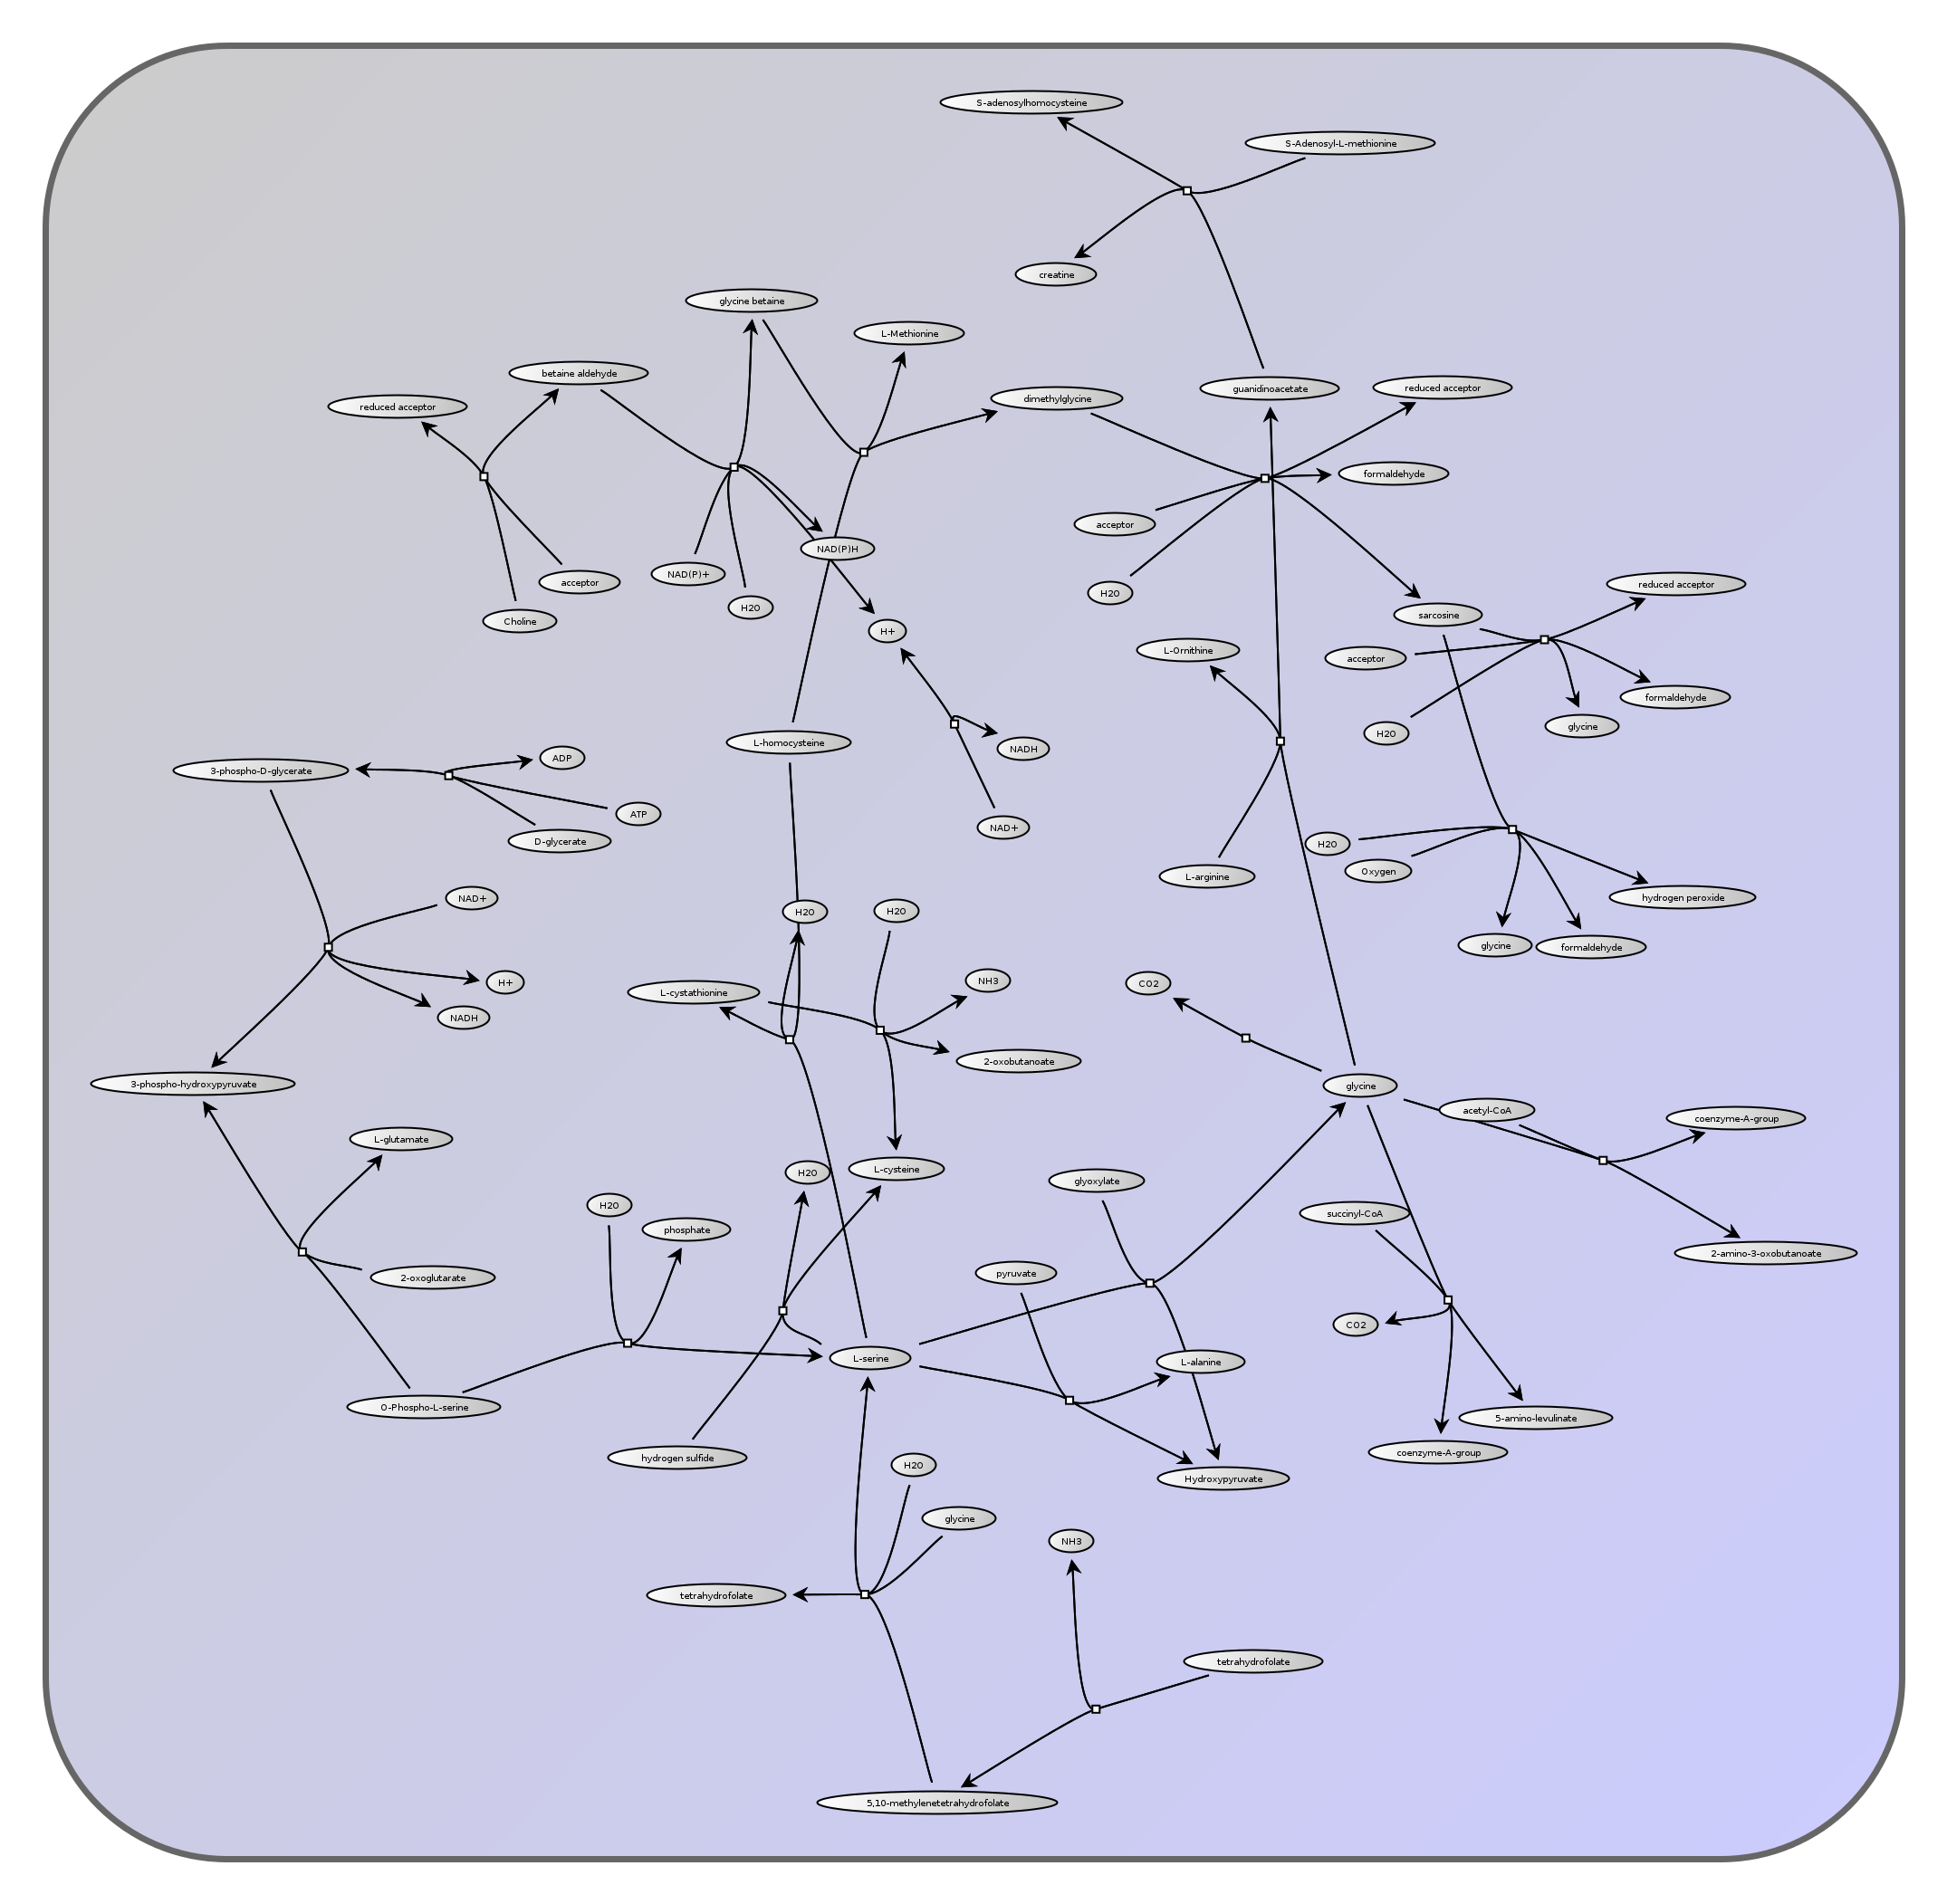 S-adenosylhomocysteine
S-Adenosyl-L-methionine
creatine
glycine betaine
L-Methionine
betaine aldehyde
guanidinoacetate
reduced acceptor
dimethylglycine
reduced acceptor
formaldehyde
acceptor
NAD(P)H
NAD(P)+
acceptor
reduced acceptor
H2O
H2O
sarcosine
Choline
H+
L-Ornithine
acceptor
formaldehyde
glycine
H2O
L-homocysteine
NADH
ADP
3-phospho-D-glycerate
ATP
NAD+
D-glycerate
H2O
Oxygen
L-arginine
hydrogen peroxide
NAD+
H2O
H2O
glycine
formaldehyde
NH3
H+
CO2
L-cystathionine
NADH
2-oxobutanoate
3-phospho-hydroxypyruvate
glycine
acetyl-CoA
coenzyme-A-group
L-glutamate
L-cysteine
H2O
glyoxylate
H2O
succinyl-CoA
phosphate
2-amino-3-oxobutanoate
pyruvate
2-oxoglutarate
CO2
L-serine
L-alanine
O-Phospho-L-serine
5-amino-levulinate
coenzyme-A-group
hydrogen sulfide
H2O
Hydroxypyruvate
glycine
NH3
tetrahydrofolate
tetrahydrofolate
5,10-methylenetetrahydrofolate